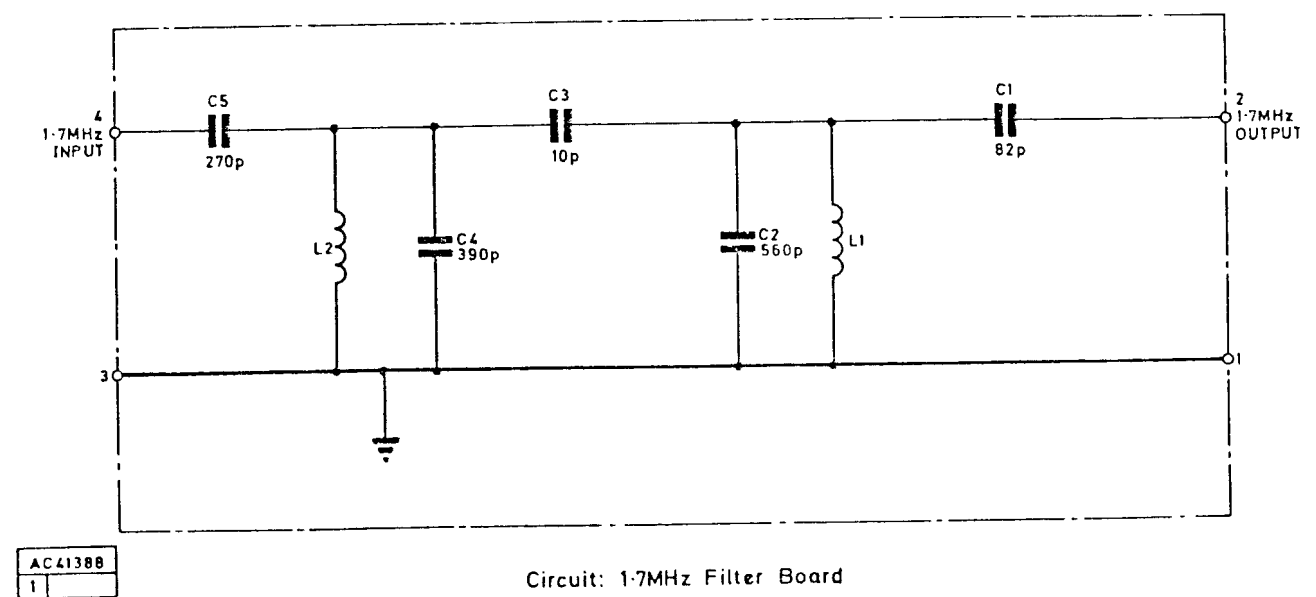 C5
C3
C1
4
2
1·7MHz
INPUT
1·7MHz
OUTPUT
270p
10p
82p
L2
C4
390p
C2
560p
L1
3
1
AC4138B
1
Circuit: 1·7MHz Filter Board